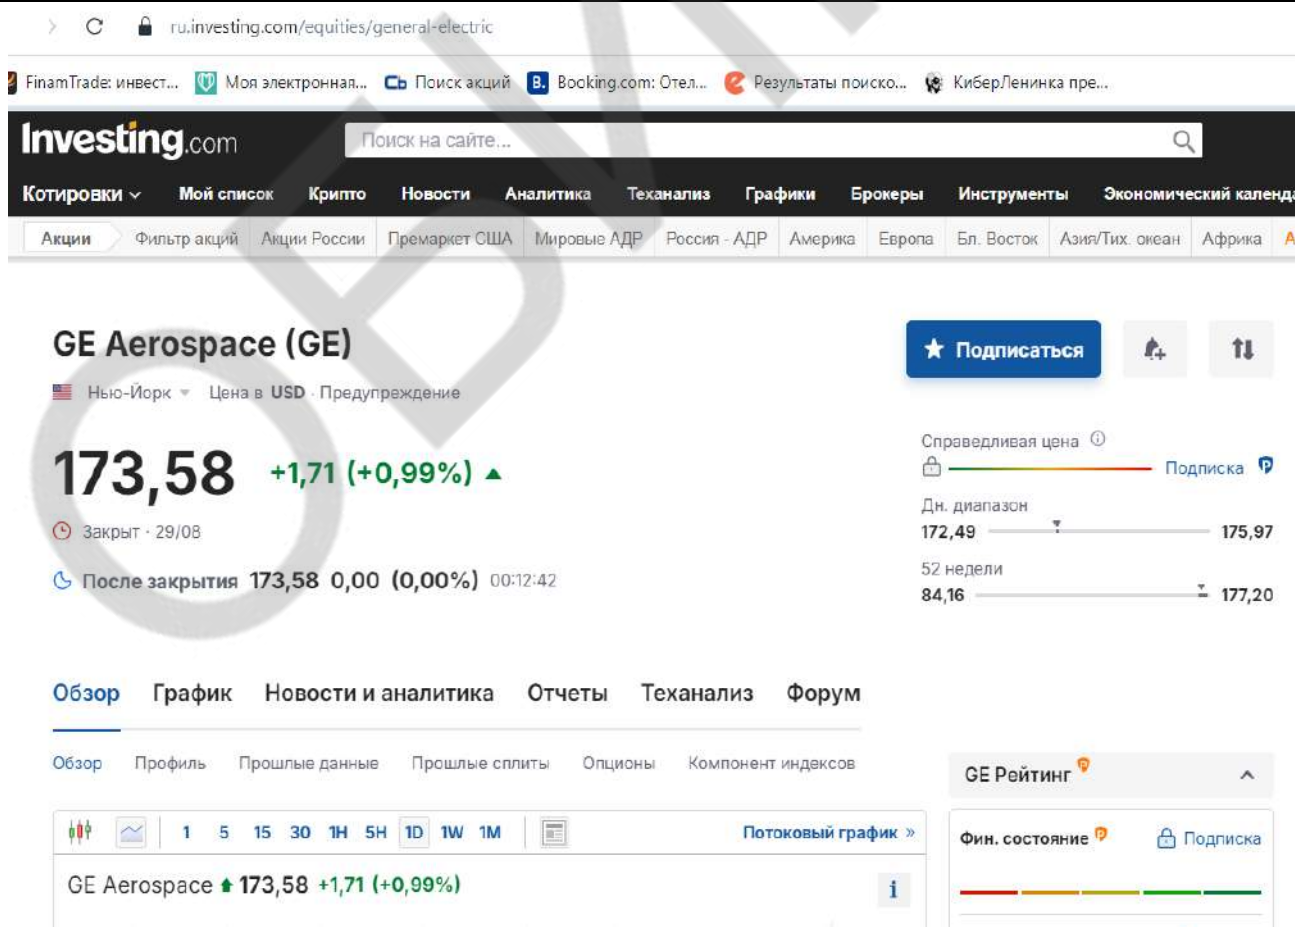 ru.investing.com/equities/general-electric
FinamTrade: инвест... Моя электронная... Сь Поиск акций B. Booking.com: Отел... Результаты поиско... КиберЛенинка пре...
Investing.com Поиск на сайте...
Котировки Мой список Крипто Новости Аналитика Теханализ Графики Брокеры Инструменты Экономический календа
Акции Фильтр акций Акции России Премаркет США Мировые АДР Россия - АДР Америка Европа Бл. Восток Азия/Тих. океан Африка А
GE Aerospace (GE)
Подписаться
Нью-Йорк Цена в USD · Предупреждение
173,58 +1,71 (+0,99%)
Закрыт · 29/08
После закрытия 173,58 0,00 (0,00%) 00:12:42
Справедливая цена
Подписка
Дн. диапазон
172,49 175,97
52 недели
84,16 177,20
Обзор График Новости и аналитика Отчеты Теханализ Форум
Обзор Профиль Прошлые данные Прошлые сплиты Опционы Компонент индексов
GE Рейтинг
1 5 15 30 1H 5H 1D 1W 1M Потоковый график »
Фин. состояние Подписка
GE Aerospace 173,58 +1,71 (+0,99%)